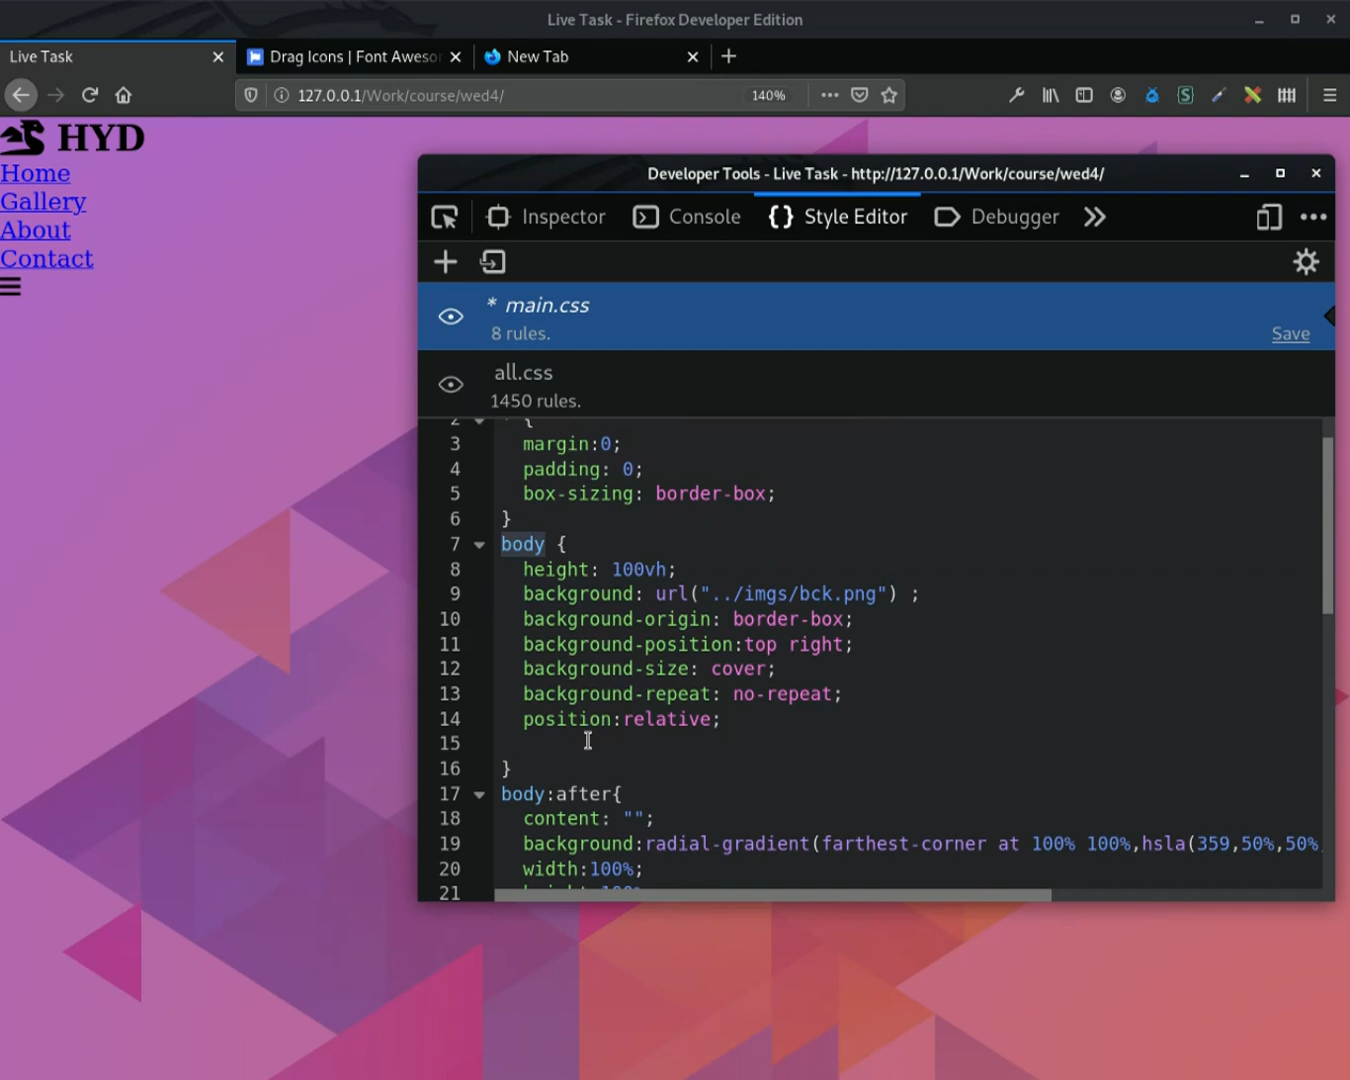 Live Task - Firefox Developer Edition
Live Task
Drag Icons | Font Aweso
New Tab
127.0.0.1/Work/course/wed4/
140%
HYD
Home
Gallery
About
Contact
Developer Tools - Live Task - http://127.0.0.1/Work/course/wed4/
Inspector
Console
{} Style Editor
Debugger
* main.css
8 rules.
Save
all.css
1450 rules.
2 * {
3 margin:0;
4 padding: 0;
5 box-sizing: border-box;
6 }
7 body {
8 height: 100vh;
9 background: url("../imgs/bck.png") ;
10 background-origin: border-box;
11 background-position:top right;
12 background-size: cover;
13 background-repeat: no-repeat;
14 position:relative;
15
16 }
17 body:after{
18 content: "";
19 background:radial-gradient(farthest-corner at 100% 100%,hsla(359,50%,50%,
20 width:100%;
21 height:100%